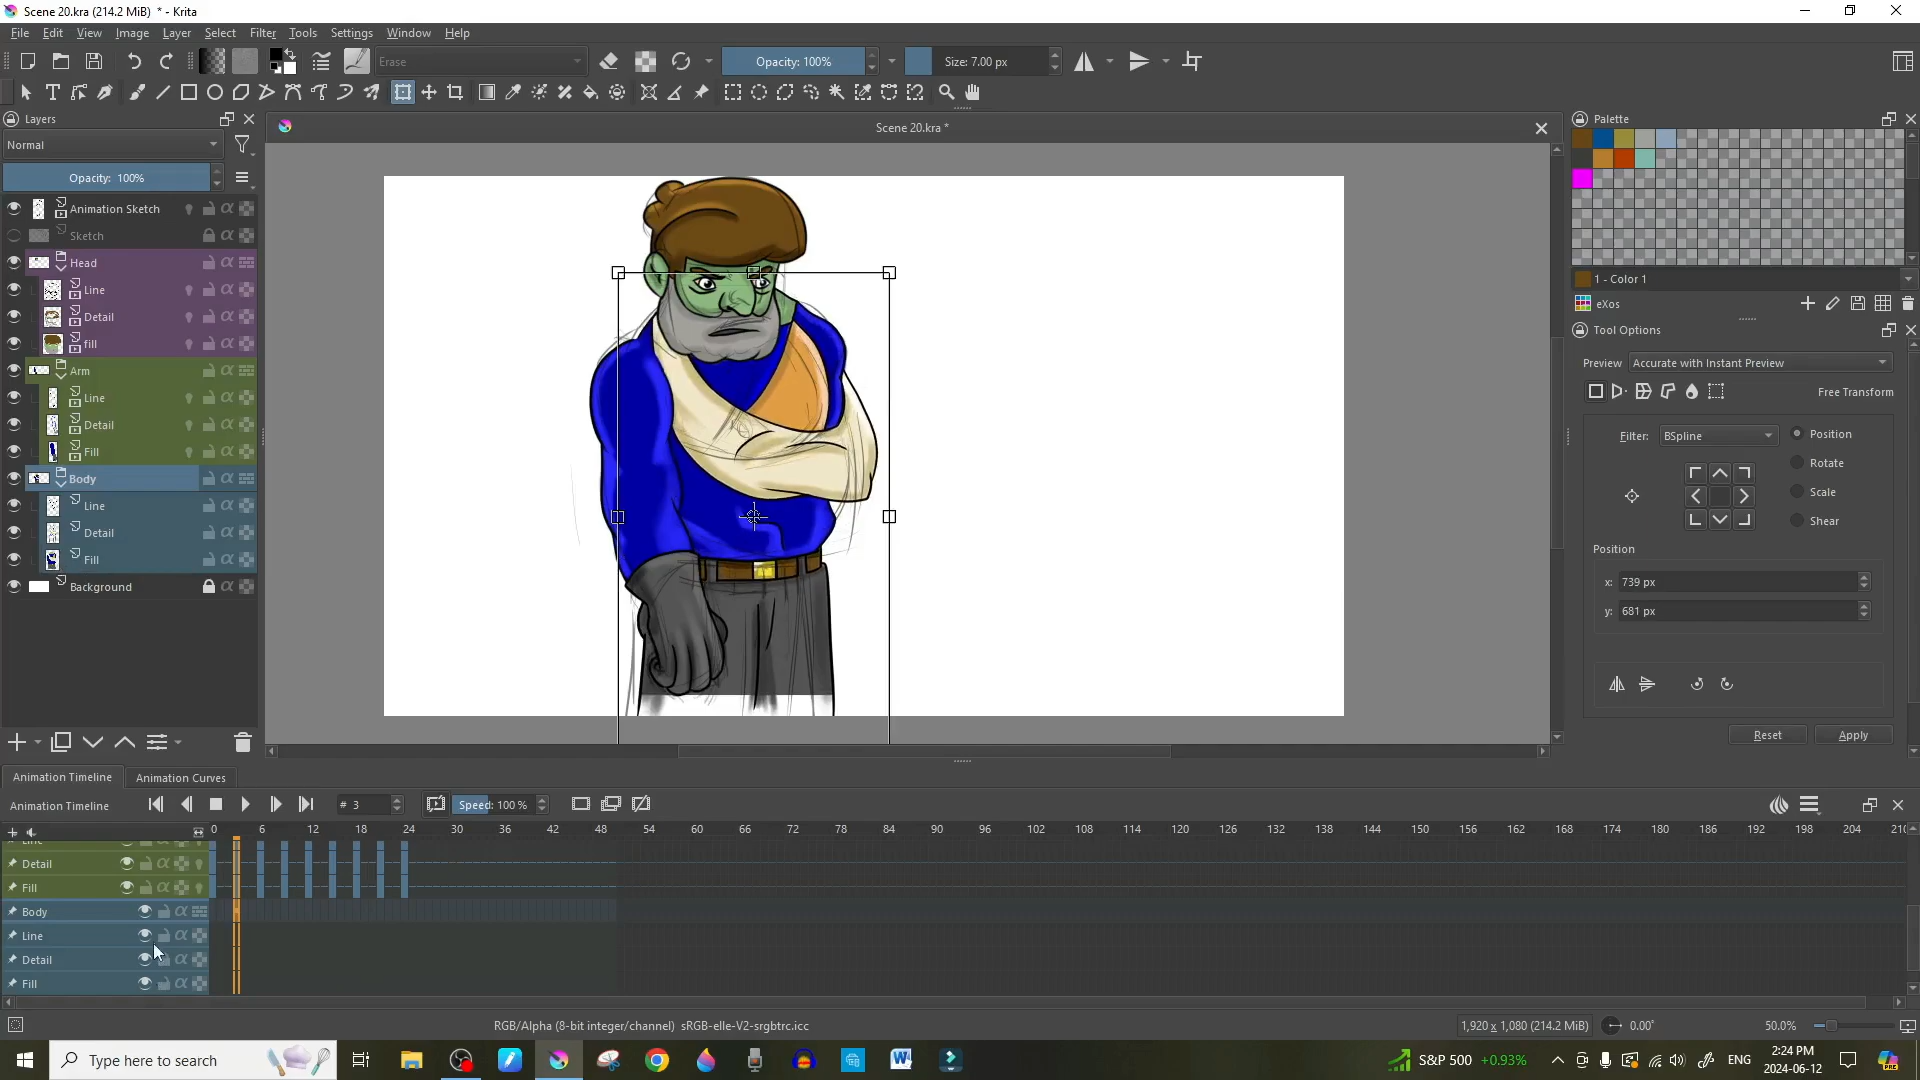 Scene 20.kra (214.2 MiB) * - Krita
File Edit View Image Layer Select Filter Tools Settings Window Help
Erase
Opacity: 100%
Size: 7.00 px
Layers
Scene 20.kra *
Palette
Normal
Opacity: 100%
Animation Sketch
Sketch
Head
Line
Detail
fill
Arm
Line
Detail
Fill
Body
Line
Detail
Fill
Background
1 - Color 1
eXos
Tool Options
Preview Accurate with Instant Preview
Free Transform
Filter: BSpline
Position
Rotate
Scale
Shear
Position
x: 739 px
y: 681 px
Reset Apply
Animation Timeline Animation Curves
Animation Timeline
# 3
Speed: 100 %
0 6 12 18 24 30 36 42 48 54 60 66 72 78 84 90 96 102 108 114 120 126 132 138 144 150 156 162 168 174 180 186 192 198 204 210
Line
Detail
Fill
Body
Line
Detail
Fill
RGB/Alpha (8-bit integer/channel) sRGB-elle-V2-srgbtrc.icc
1,920 x 1,080 (214.2 MiB)
0.00°
50.0%
Type here to search
S&P 500 +0.93%
ENG
2:24 PM
2024-06-12